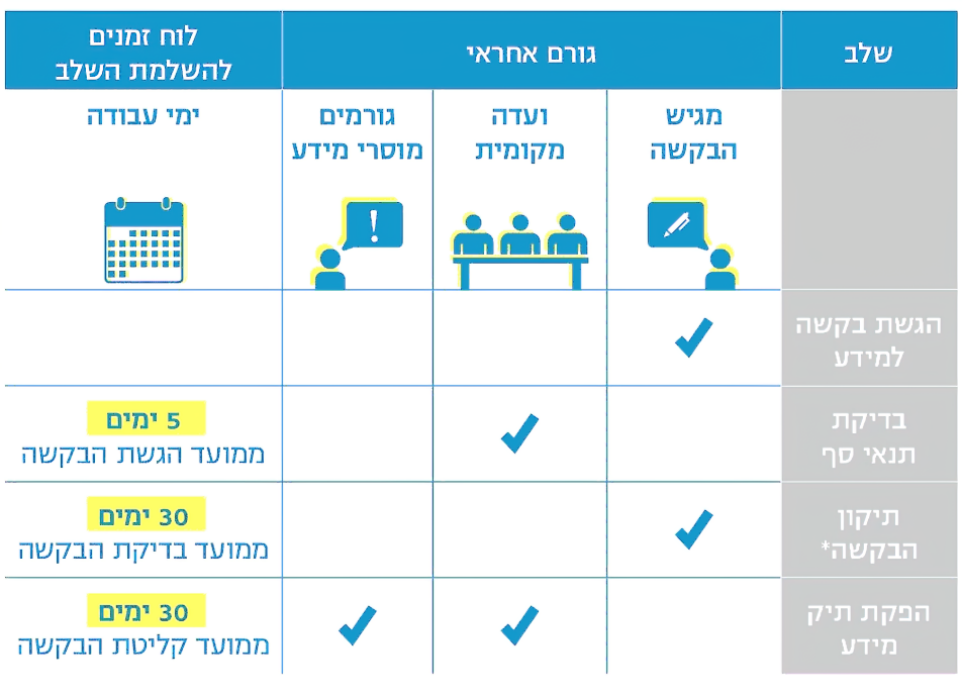 שלב
גורם אחראי
לוח זמנים
להשלמת השלב
מגיש
הבקשה
ועדה
מקומית
גורמים
מוסרי מידע
ימי עבודה
הגשת בקשה
למידע
בדיקת
תנאי סף
5 ימים
ממועד הגשת הבקשה
תיקון
הבקשה*
30 ימים
ממועד בדיקת הבקשה
הפקת תיק
מידע
30 ימים
ממועד קליטת הבקשה